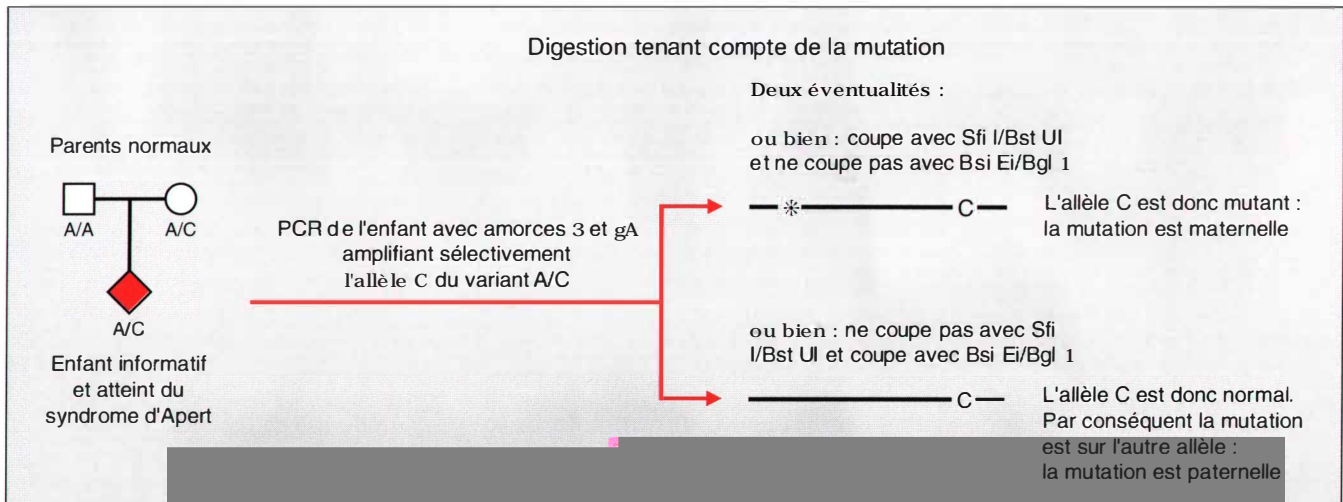 Digestion tenant compte de la mutation
Deux éventualités :
ou bien : coupe avec Sfi I/Bst UI
et ne coupe pas avec Bsi Ei/Bgl 1
Parents normaux
A/A
A/C
A/C
Enfant informatif
et atteint du
syndrome d'Apert
PCR de l'enfant avec amorces 3 et gA
amplifiant sélectivement
l'allèle C du variant A/C
C
L'allèle C est donc mutant :
la mutation est maternelle
ou bien : ne coupe pas avec Sfi
I/Bst UI et coupe avec Bsi Ei/Bgl 1
C
L'allèle C est donc normal.
Par conséquent la mutation
est sur l'autre allèle :
la mutation est paternelle